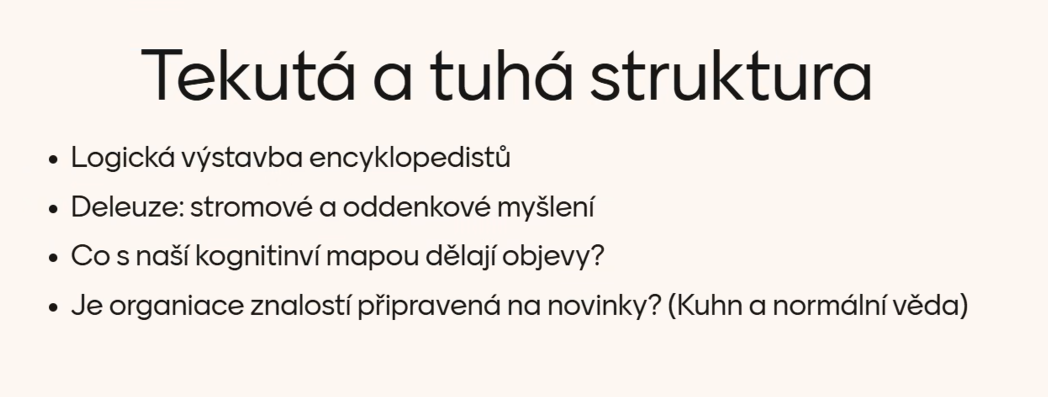 Tekutá a tuhá struktura
• Logická výstavba encyklopedistů
• Deleuze: stromové a oddenkové myšlení
• Co s naší kognitinví mapou dělají objevy?
• Je organiace znalostí připravená na novinky? (Kuhn a normální věda)